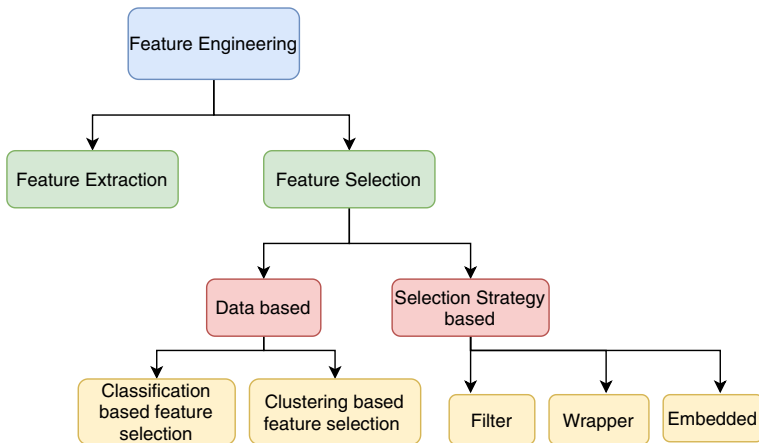 Feature Engineering
Feature Extraction
Feature Selection
Data based
Selection Strategy
based
Classification
based feature
selection
Clustering based
feature selection
Filter
Wrapper
Embedded